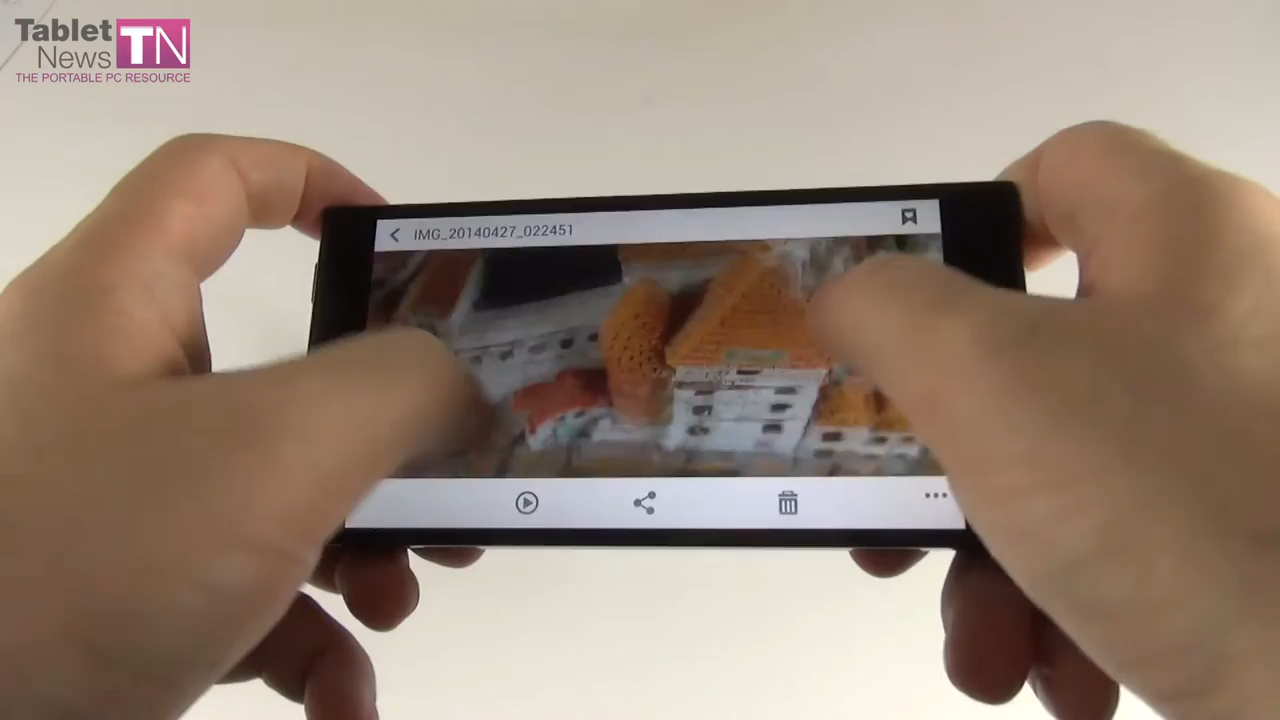 Tablet
News TN
THE PORTABLE PC RESOURCE
IMG_20140427_022451